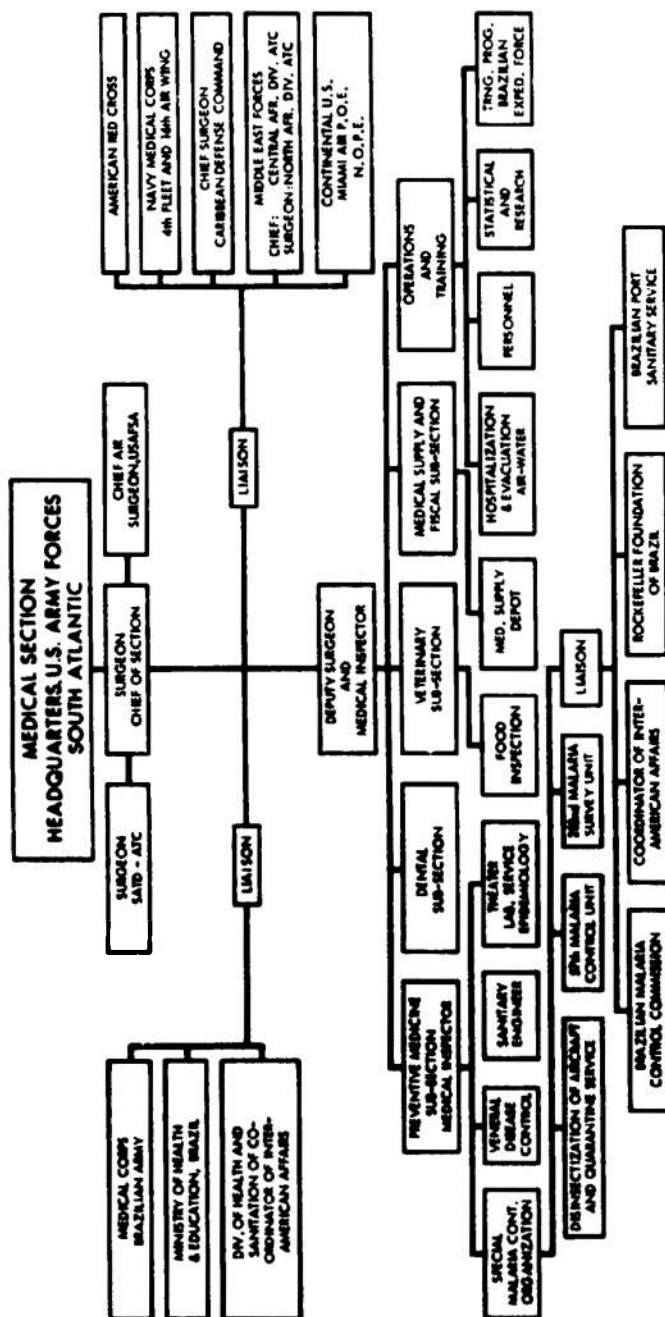 MEDICAL SECTION
HEADQUARTERS, U.S. ARMY FORCES
SOUTH ATLANTIC
SURGEON
SATD - ATC
SURGEON
CHIEF OF SECTION
CHIEF AIR
SURGEON, USAFSA
MEDICAL CORPS
BRAZILIAN ARMY
MINISTRY OF HEALTH
& EDUCATION, BRAZIL
DIV. OF HEALTH AND
SANITATION OF CO-
ORDINATOR OF INTER-
AMERICAN AFFAIRS
LIAISON
LIAISON
AMERICAN RED CROSS
NAVY MEDICAL CORPS
4th FLEET AND 16th AIR WING
CHIEF SURGEON
CARIBBEAN DEFENSE COMMAND
MIDDLE EAST FORCES
CHIEF: CENTRAL AFR. DIV. ATC
SURGEON: NORTH AFR. DIV. ATC
CONTINENTAL U.S.
MIAMI AIR P.O.E.
N.O.P.E.
DEPUTY SURGEON
AND
MEDICAL INSPECTOR
PREVENTIVE MEDICINE
SUB-SECTION
MEDICAL INSPECTOR
DENTAL
SUB-SECTION
VETERINARY
SUB-SECTION
MEDICAL SUPPLY AND
FISCAL SUB-SECTION
OPERATIONS
AND
TRAINING
SPECIAL
MALARIA CONT.
ORGANIZATION
VENERAL
DISEASE
CONTROL
SANITARY
ENGINEER
THEATER
LAB. SERVICE
EPIDEMIOLOGY
FOOD
INSPECTION
MED. SUPPLY
DEPOT
HOSPITALIZATION
& EVACUATION
AIR-WATER
PERSONNEL
STATISTICAL
AND
RESEARCH
TRNG. PROG.
BRAZILIAN
EXPED. FORCE
DISINSECTIZATION OF AIRCRAFT
AND QUARANTINE SERVICE
MALARIA
CONTROL UNIT
MALARIA
SURVEY UNIT
LIAISON
BRAZILIAN MALARIA
CONTROL COMMISSION
COORDINATOR OF INTER-
AMERICAN AFFAIRS
ROCKEFELLER FOUNDATION
OF BRAZIL
BRAZILIAN PORT
SANITARY SERVICE